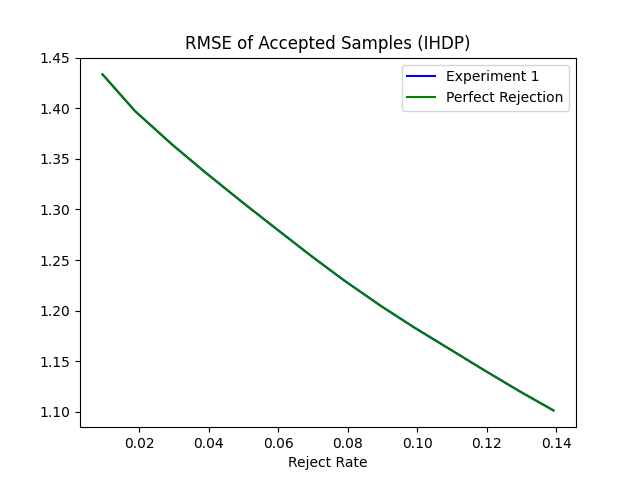 RMSE of Accepted Samples (IHDP)
Experiment 1
Perfect Rejection
1.45
1.40
1.35
1.30
1.25
1.20
1.15
1.10
0.02 0.04 0.06 0.08 0.10 0.12 0.14
Reject Rate